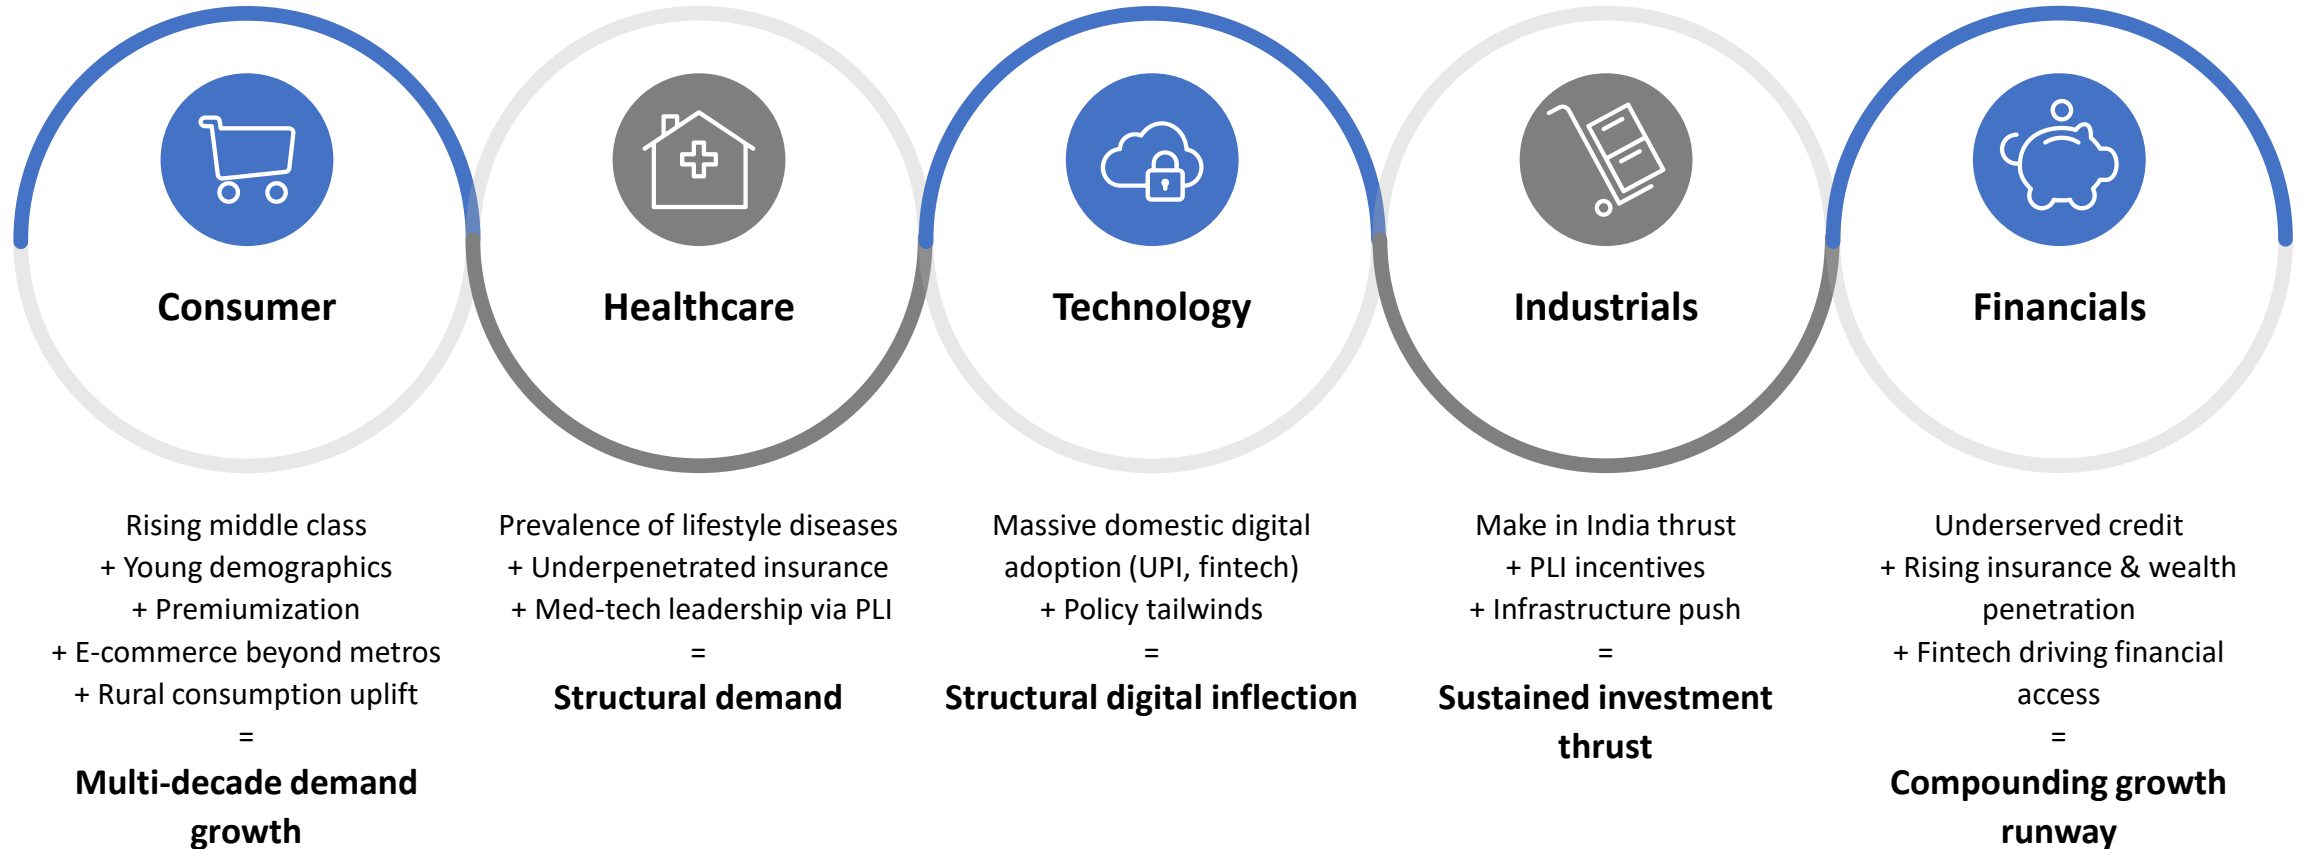 Consumer
Rising middle class
+ Young demographics
+ Premiumization
+ E-commerce beyond metros
+ Rural consumption uplift
=
Multi-decade demand
growth
Healthcare
Prevalence of lifestyle diseases
+ Underpenetrated insurance
+ Med-tech leadership via PLI
=
Structural demand
Technology
Massive domestic digital
adoption (UPI, fintech)
+ Policy tailwinds
=
Structural digital inflection
Industrials
Make in India thrust
+ PLI incentives
+ Infrastructure push
=
Sustained investment
thrust
Financials
Underserved credit
+ Rising insurance & wealth
penetration
+ Fintech driving financial
access
=
Compounding growth
runway